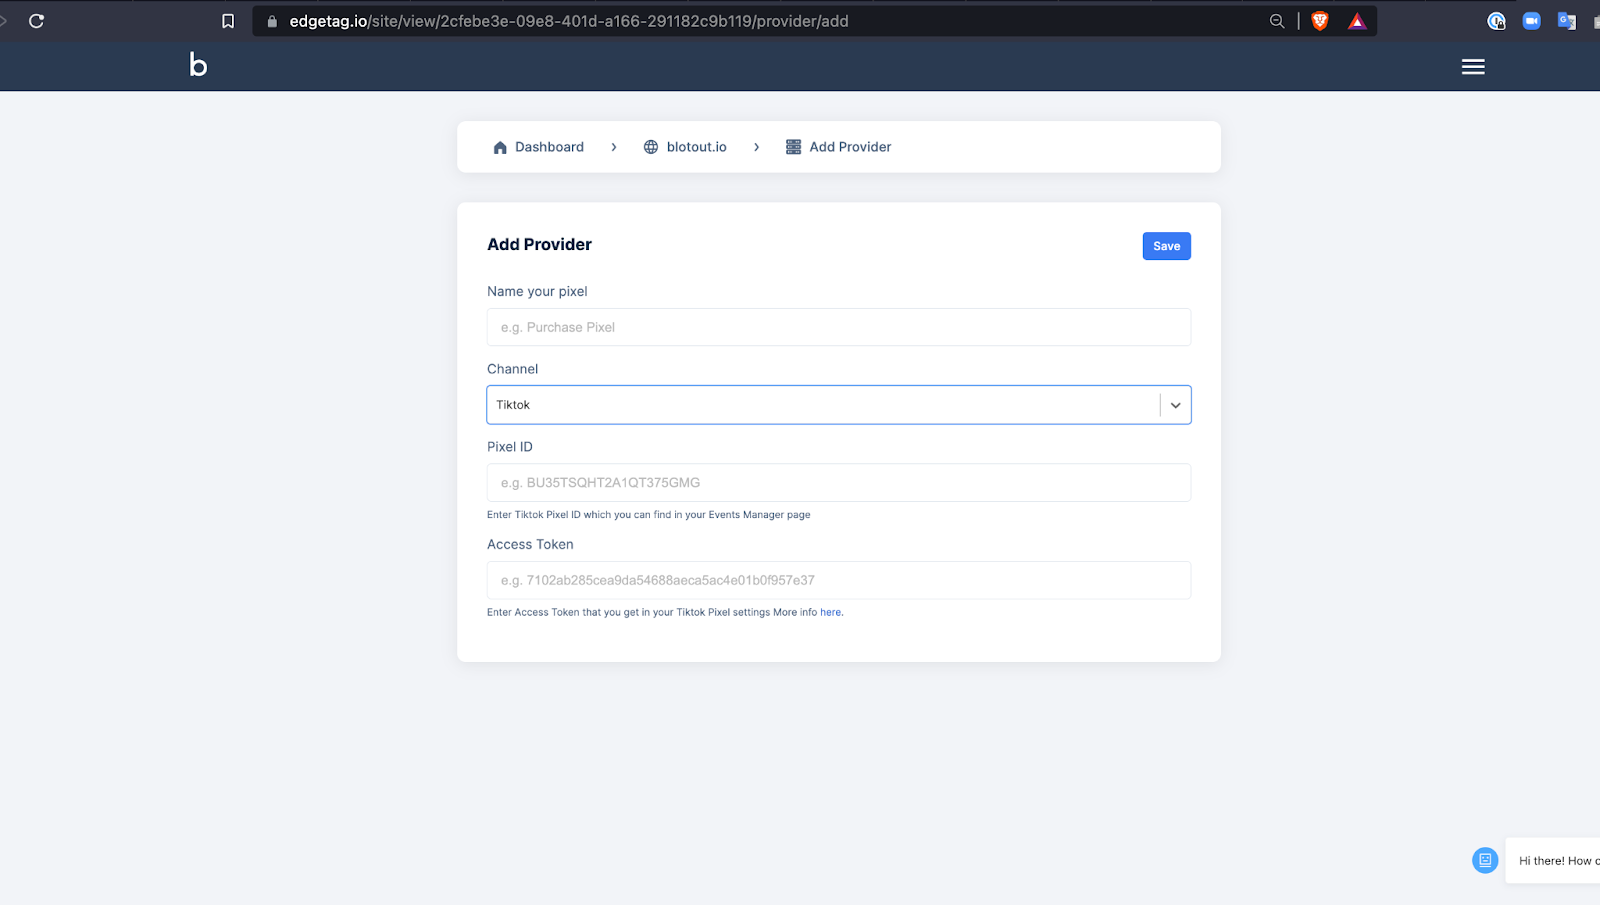 edgetag.io/site/view/2cfebe3e-09e8-401d-a166-291182c9b119/provider/add
b
Dashboard > blotout.io > Add Provider
Add Provider
Save
Name your pixel
e.g. Purchase Pixel
Channel
Tiktok
Pixel ID
e.g. BU35TSQHT2A1QT375GMG
Enter Tiktok Pixel ID which you can find in your Events Manager page
Access Token
e.g. 7102ab285cea9da54688aeca5ac4e01b0f957e37
Enter Access Token that you get in your Tiktok Pixel settings More info here.
Hi there! How